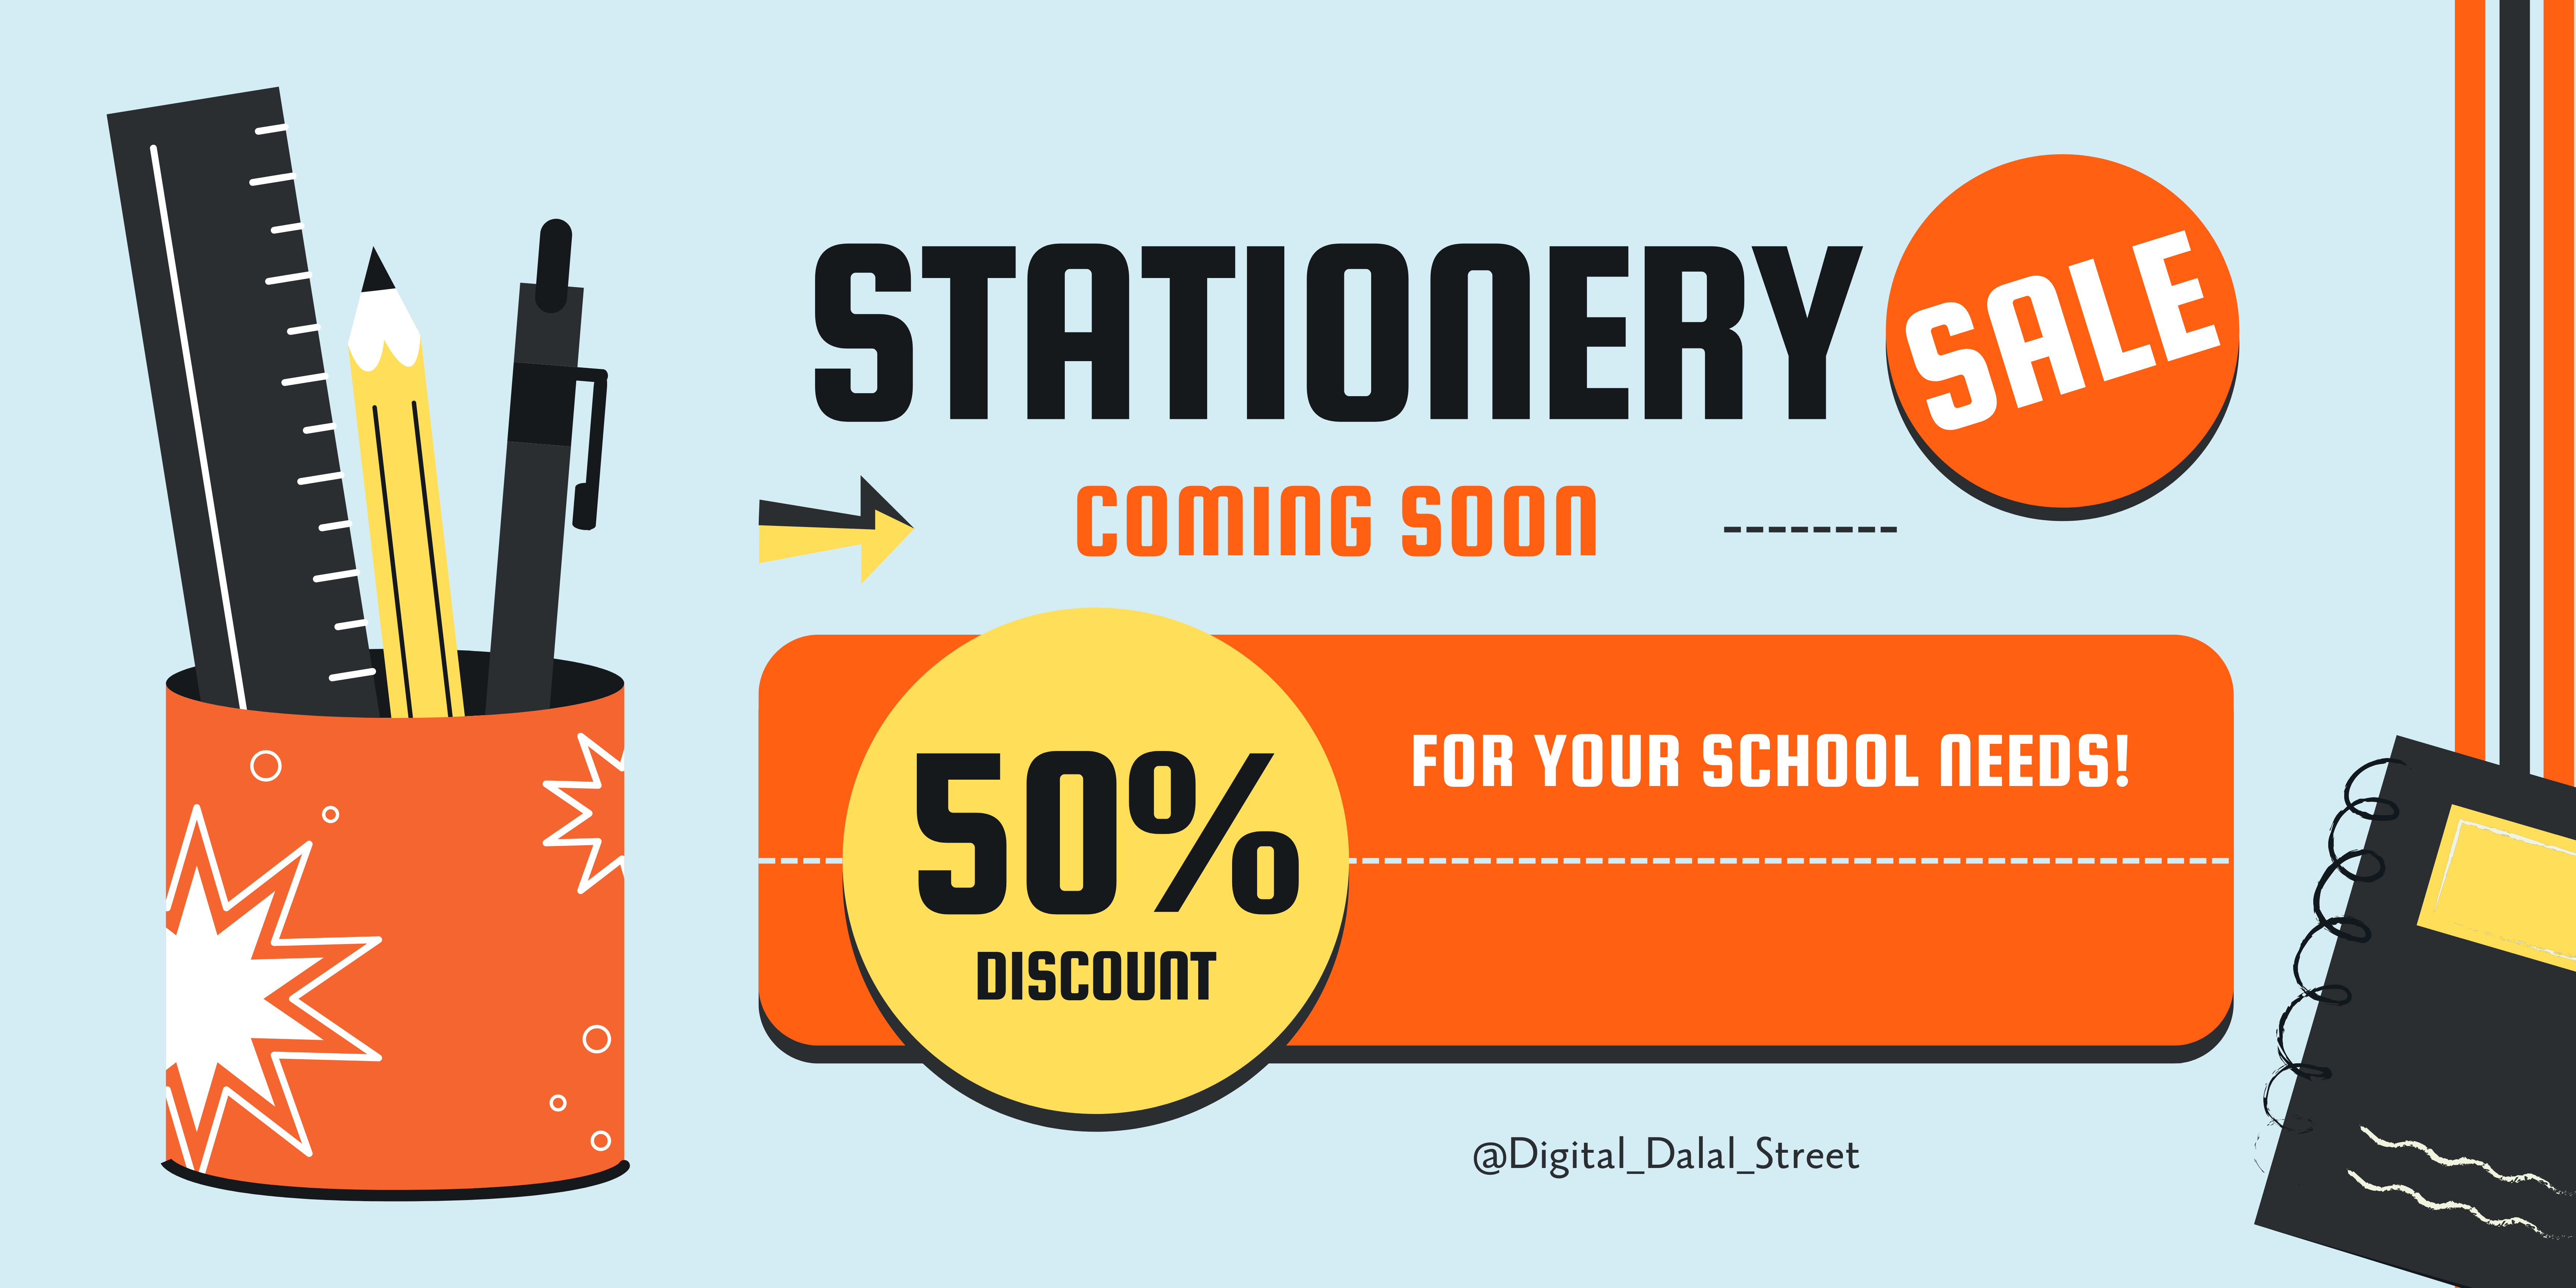 STATIONERY
SALE
COMING SOON
50%
DISCOUNT
FOR YOUR SCHOOL NEEDS!
@Digital_Dalal_Street